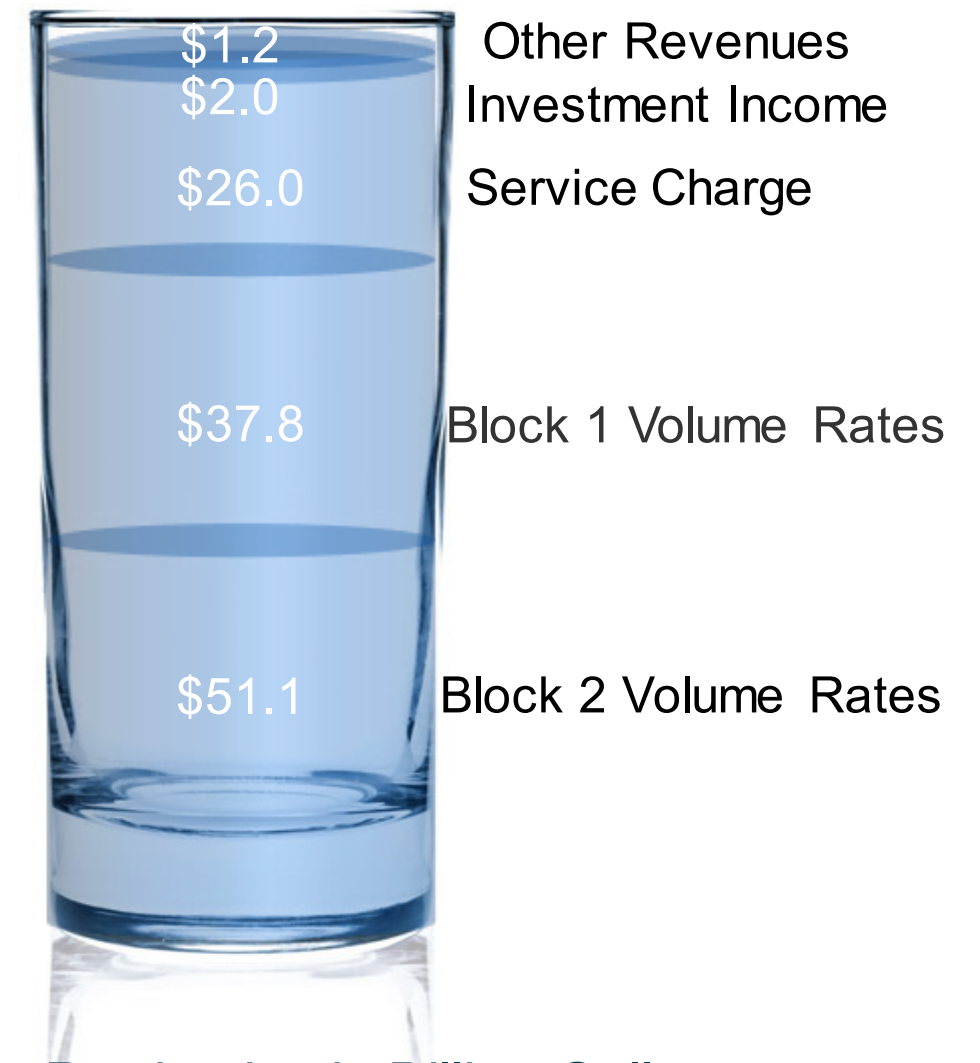 $1.2 Other Revenues
$2.0 Investment Income
$26.0 Service Charge
$37.8 Block 1 Volume Rates
$51.1 Block 2 Volume Rates